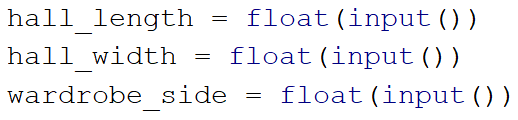 hall_length = float(input())
hall_width = float(input())
wardrobe_side = float(input())